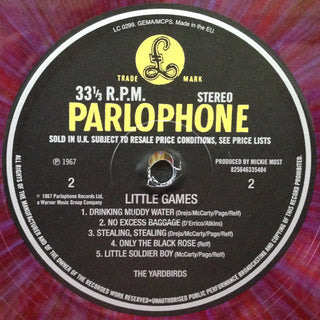 LC 0299. GEMA/MCPS. Made in the EU.
£
TRADE MARK
33⅓ R.P.M. STEREO
PARLOPHONE
SOLD IN U.K. SUBJECT TO RESALE PRICE CONDITIONS, SEE PRICE LISTS
℗ 1967
PRODUCED BY MICKIE MOST
825646335404
2 2
© 1967 Parlophone Records Ltd,
a Warner Music Group Company
LITTLE GAMES
1. DRINKING MUDDY WATER (Dreja/McCarty/Page/Relf)
2. NO EXCESS BAGGAGE (D'Errico/Atkins)
3. STEALING, STEALING (Dreja/McCarty/Page/Relf)
4. ONLY THE BLACK ROSE (Relf)
5. LITTLE SOLDIER BOY (McCarty/Page/Relf)
THE YARDBIRDS
ALL RIGHTS OF THE MANUFACTURER AND OF THE OWNER OF THE RECORDED WORK RESERVED•UNAUTHORISED PUBLIC PERFORMANCE BROADCASTING AND COPYING OF THIS RECORD PROHIBITED.